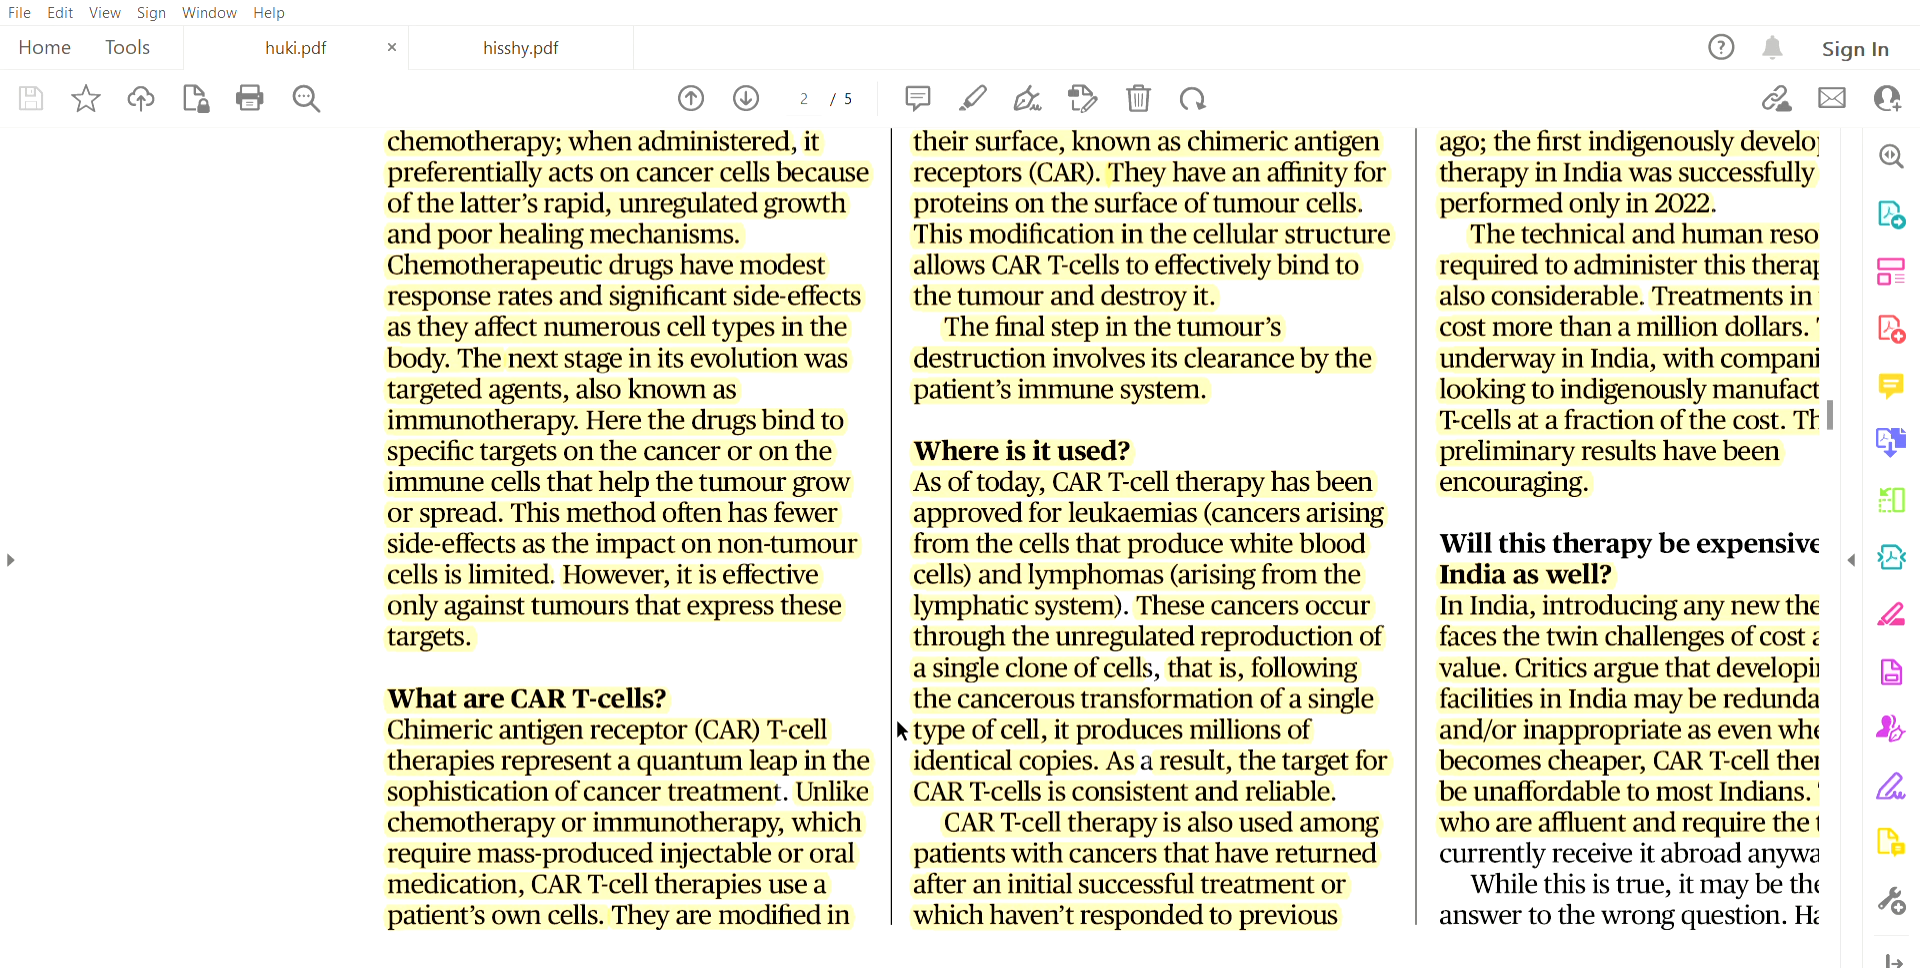 File Edit View Sign Window Help
Home Tools huki.pdf × hisshy.pdf Sign In
2 / 5
chemotherapy; when administered, it
preferentially acts on cancer cells because
of the latter’s rapid, unregulated growth
and poor healing mechanisms.
Chemotherapeutic drugs have modest
response rates and significant side-effects
as they affect numerous cell types in the
body. The next stage in its evolution was
targeted agents, also known as
immunotherapy. Here the drugs bind to
specific targets on the cancer or on the
immune cells that help the tumour grow
or spread. This method often has fewer
side-effects as the impact on non-tumour
cells is limited. However, it is effective
only against tumours that express these
targets.
What are CAR T-cells?
Chimeric antigen receptor (CAR) T-cell
therapies represent a quantum leap in the
sophistication of cancer treatment. Unlike
chemotherapy or immunotherapy, which
require mass-produced injectable or oral
medication, CAR T-cell therapies use a
patient’s own cells. They are modified in
their surface, known as chimeric antigen
receptors (CAR). They have an affinity for
proteins on the surface of tumour cells.
This modification in the cellular structure
allows CAR T-cells to effectively bind to
the tumour and destroy it.
The final step in the tumour’s
destruction involves its clearance by the
patient’s immune system.
Where is it used?
As of today, CAR T-cell therapy has been
approved for leukaemias (cancers arising
from the cells that produce white blood
cells) and lymphomas (arising from the
lymphatic system). These cancers occur
through the unregulated reproduction of
a single clone of cells, that is, following
the cancerous transformation of a single
type of cell, it produces millions of
identical copies. As a result, the target for
CAR T-cells is consistent and reliable.
CAR T-cell therapy is also used among
patients with cancers that have returned
after an initial successful treatment or
which haven’t responded to previous
ago; the first indigenously
therapy in India was successfully
performed only in 2022.
The technical and human
required to administer this
also considerable. Treatments in
cost more than a million dollars.
underway in India, with
looking to indigenously
T-cells at a fraction of the cost.
preliminary results have been
encouraging.
Will this therapy be expensive
India as well?
In India, introducing any new
faces the twin challenges of cost
value. Critics argue that
facilities in India may be
and/or inappropriate as even
becomes cheaper, CAR T-cell
be unaffordable to most Indians.
who are affluent and require the
currently receive it abroad
While this is true, it may be
answer to the wrong question.